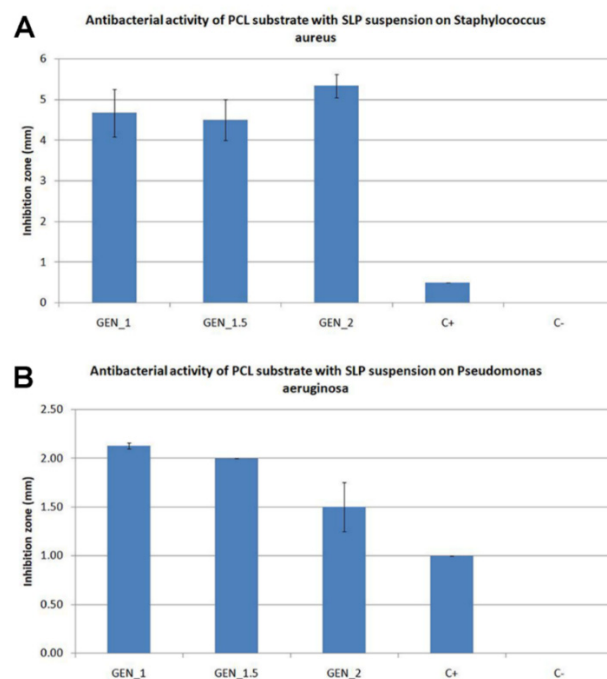 A
Antibacterial activity of PCL substrate with SLP suspension on Staphylococcus
aureus
6
5
4
3
2
1
0
Inhibition zone (mm)
GEN_1 GEN_1.5 GEN_2 C+ C-
B
Antibacterial activity of PCL substrate with SLP suspension on Pseudomonas
aeruginosa
2.50
2.00
1.50
1.00
0.50
0.00
Inhibition zone (mm)
GEN_1 GEN_1.5 GEN_2 C+ C-